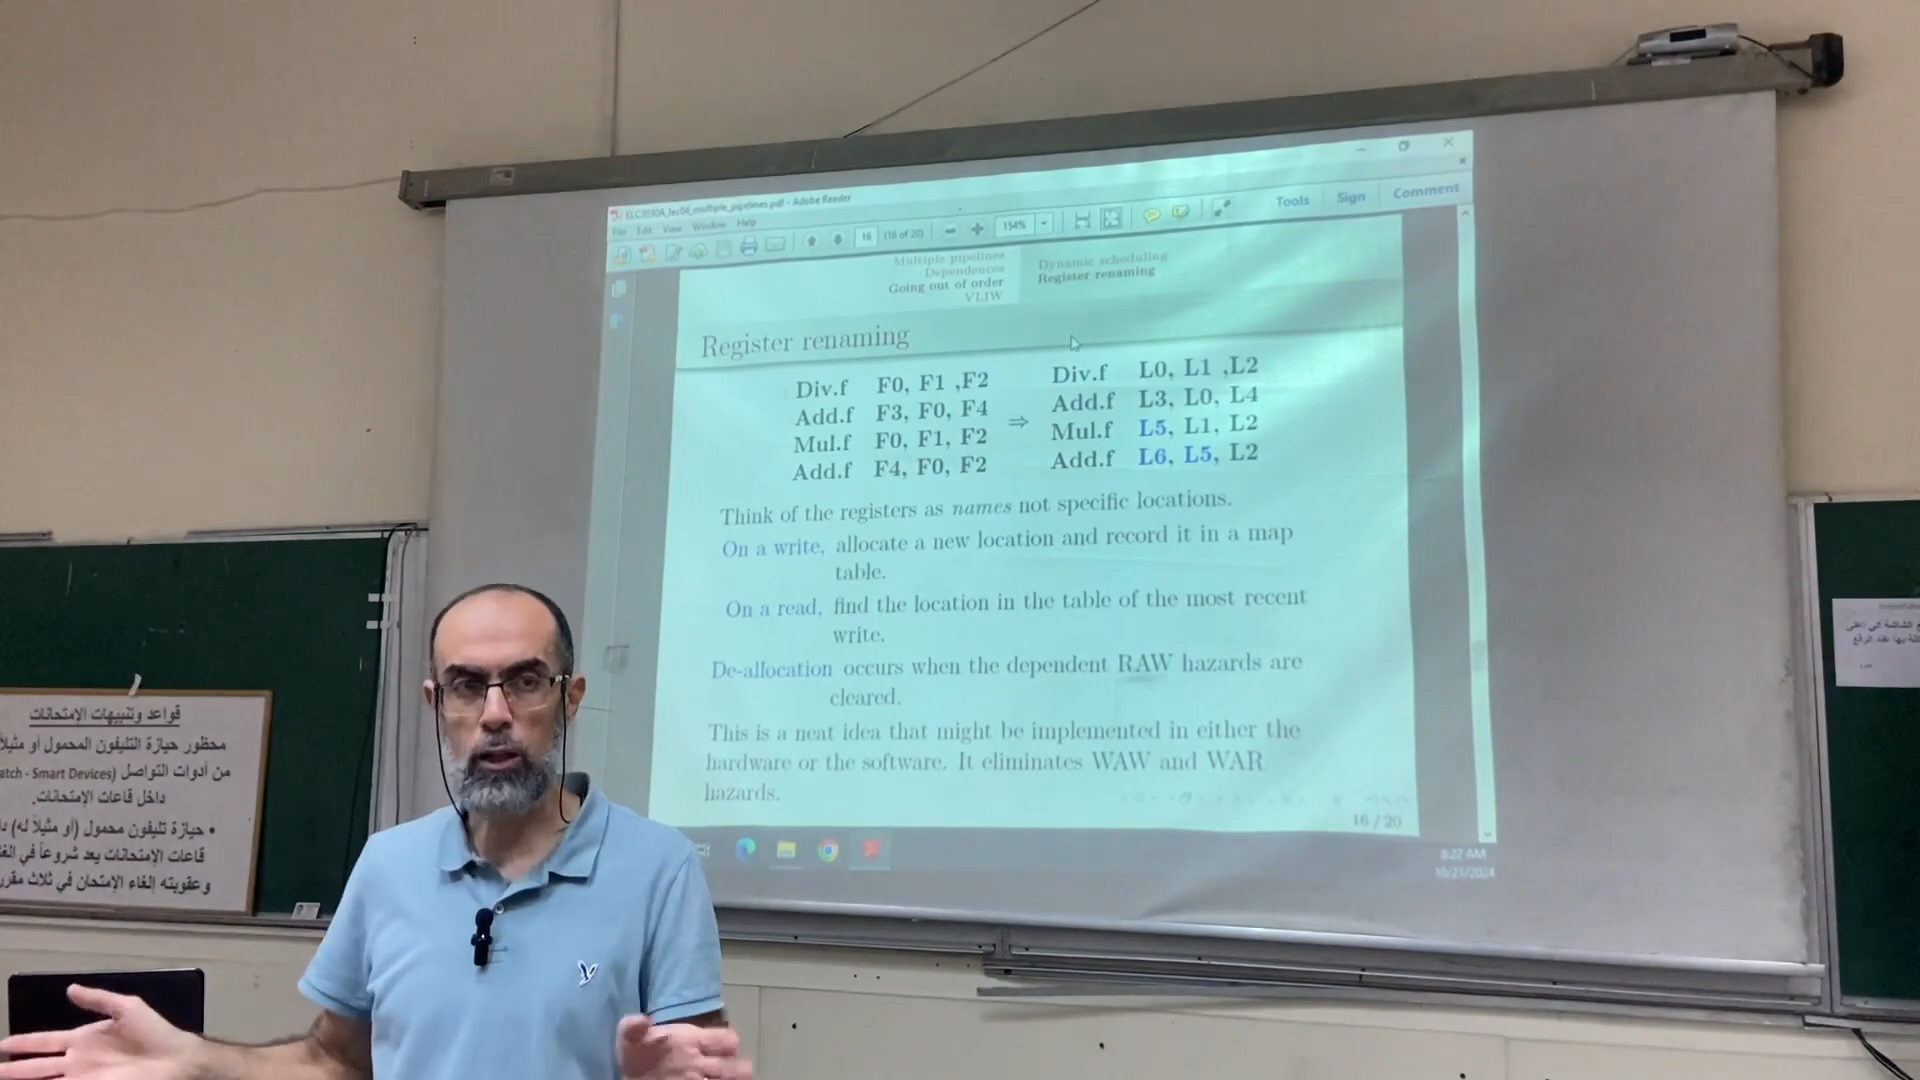 ELC3030A_lec04_multiple_pipelines.pdf - Adobe Reader
File Edit View Window Help
Tools Sign Comment
16 (16 of 20) 154%
Multiple pipelines
Dependences
Going out of order
VLIW
Dynamic scheduling
Register renaming
Register renaming
Div.f F0, F1 ,F2
Add.f F3, F0, F4
Mul.f F0, F1, F2
Add.f F4, F0, F2
⇒
Div.f L0, L1 ,L2
Add.f L3, L0, L4
Mul.f L5, L1, L2
Add.f L6, L5, L2
Think of the registers as names not specific locations.
On a write, allocate a new location and record it in a map
table.
On a read, find the location in the table of the most recent
write.
De-allocation occurs when the dependent RAW hazards are
cleared.
This is a neat idea that might be implemented in either the
hardware or the software. It eliminates WAW and WAR
hazards.
16 / 20
8:22 AM
10/21/2024
قواعد وتنبيهات الامتحانات
محظور حيازة التليفون المحمول أو مثيلاً
من أدوات التواصل (atch - Smart Devices)
داخل قاعات الإمتحانات.
• حيازة تليفون محمول (أو مثيلاً له)
قاعات الإمتحانات يعد شروعاً في
وعقوبته إلغاء الإمتحان في ثلاث